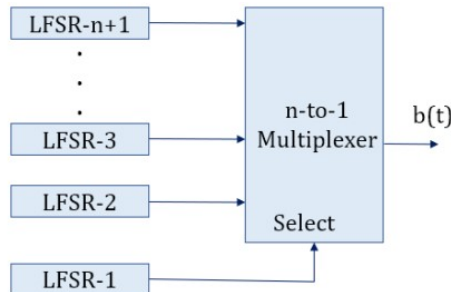 LFSR-n+1
.
.
.
LFSR-3
LFSR-2
LFSR-1
n-to-1
Multiplexer
Select
b(t)